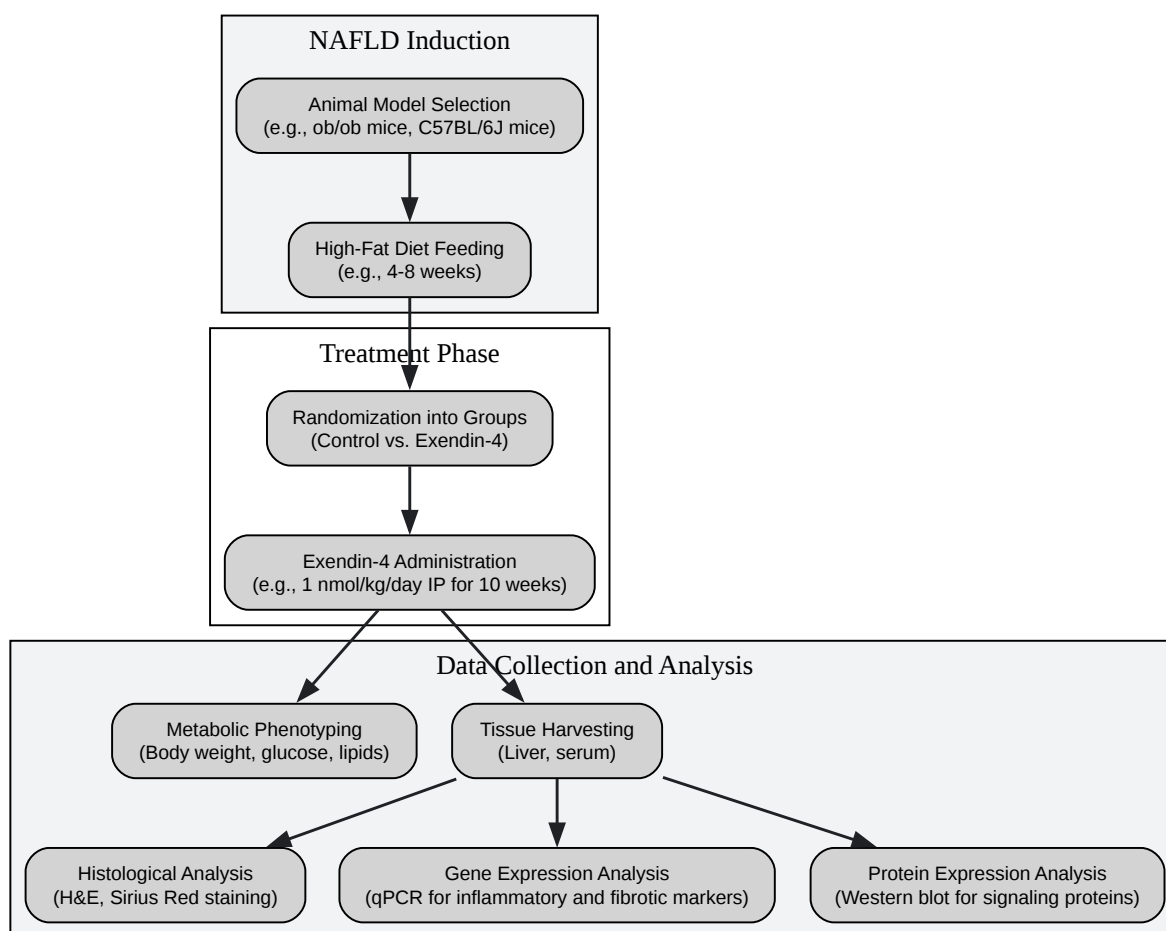 NAFLD Induction
Animal Model Selection
(e.g., ob/ob mice, C57BL/6J mice)
High-Fat Diet Feeding
(e.g., 4-8 weeks)
Treatment Phase
Randomization into Groups
(Control vs. Exendin-4)
Exendin-4 Administration
(e.g., 1 nmol/kg/day IP for 10 weeks)
Data Collection and Analysis
Metabolic Phenotyping
(Body weight, glucose, lipids)
Tissue Harvesting
(Liver, serum)
Histological Analysis
(H&E, Sirius Red staining)
Gene Expression Analysis
(qPCR for inflammatory and fibrotic markers)
Protein Expression Analysis
(Western blot for signaling proteins)